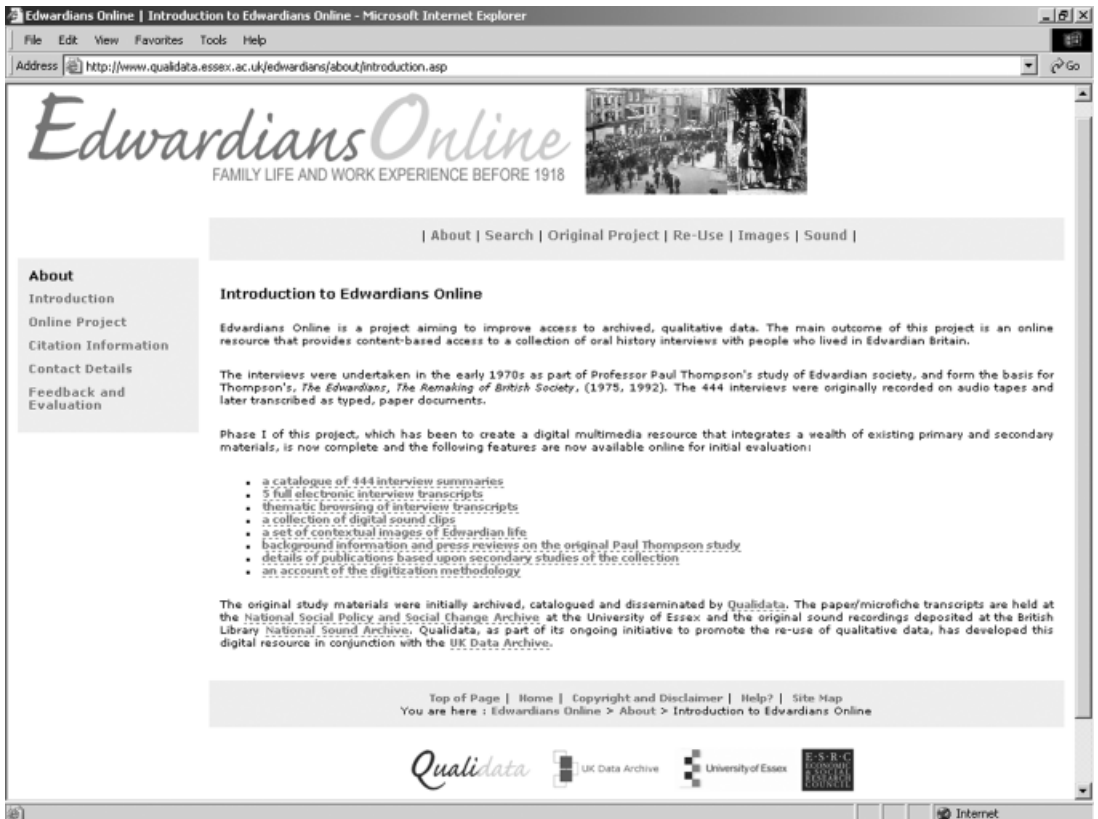 Edwardians Online | Introduction to Edwardians Online - Microsoft Internet Explorer
File Edit View Favorites Tools Help
Address http://www.qualidata.essex.ac.uk/edwardians/about/introduction.asp Go
Edwardians Online
FAMILY LIFE AND WORK EXPERIENCE BEFORE 1918
| About | Search | Original Project | Re-Use | Images | Sound |
About
Introduction
Online Project
Citation Information
Contact Details
Feedback and
Evaluation
Introduction to Edwardians Online
Edwardians Online is a project aiming to improve access to archived, qualitative data. The main outcome of this project is an online
resource that provides content-based access to a collection of oral history interviews with people who lived in Edwardian Britain.
The interviews were undertaken in the early 1970s as part of Professor Paul Thompson's study of Edwardian society, and form the basis for
Thompson's, The Edwardians, The Remaking of British Society, (1975, 1992). The 444 interviews were originally recorded on audio tapes and
later transcribed as typed, paper documents.
Phase I of this project, which has been to create a digital multimedia resource that integrates a wealth of existing primary and secondary
materials, is now complete and the following features are now available online for initial evaluation:
• a catalogue of 444 interview summaries
• 5 full electronic interview transcripts
• thematic browsing of interview transcripts
• a collection of digital sound clips
• a set of contextual images of Edwardian life
• background information and press reviews on the original Paul Thompson study
• details of publications based upon secondary studies of the collection
• an account of the digitization methodology
The original study materials were initially archived, catalogued and disseminated by Qualidata. The paper/microfiche transcripts are held at
the National Social Policy and Social Change Archive at the University of Essex and the original sound recordings deposited at the British
Library National Sound Archive. Qualidata, as part of its ongoing initiative to promote the re-use of qualitative data, has developed this
digital resource in conjunction with the UK Data Archive.
Top of Page | Home | Copyright and Disclaimer | Help? | Site Map
You are here : Edwardians Online > About > Introduction to Edwardians Online
Qualidata
UK Data Archive
University of Essex
E·S·R·C
ECONOMIC
& SOCIAL
RESEARCH
COUNCIL
Internet